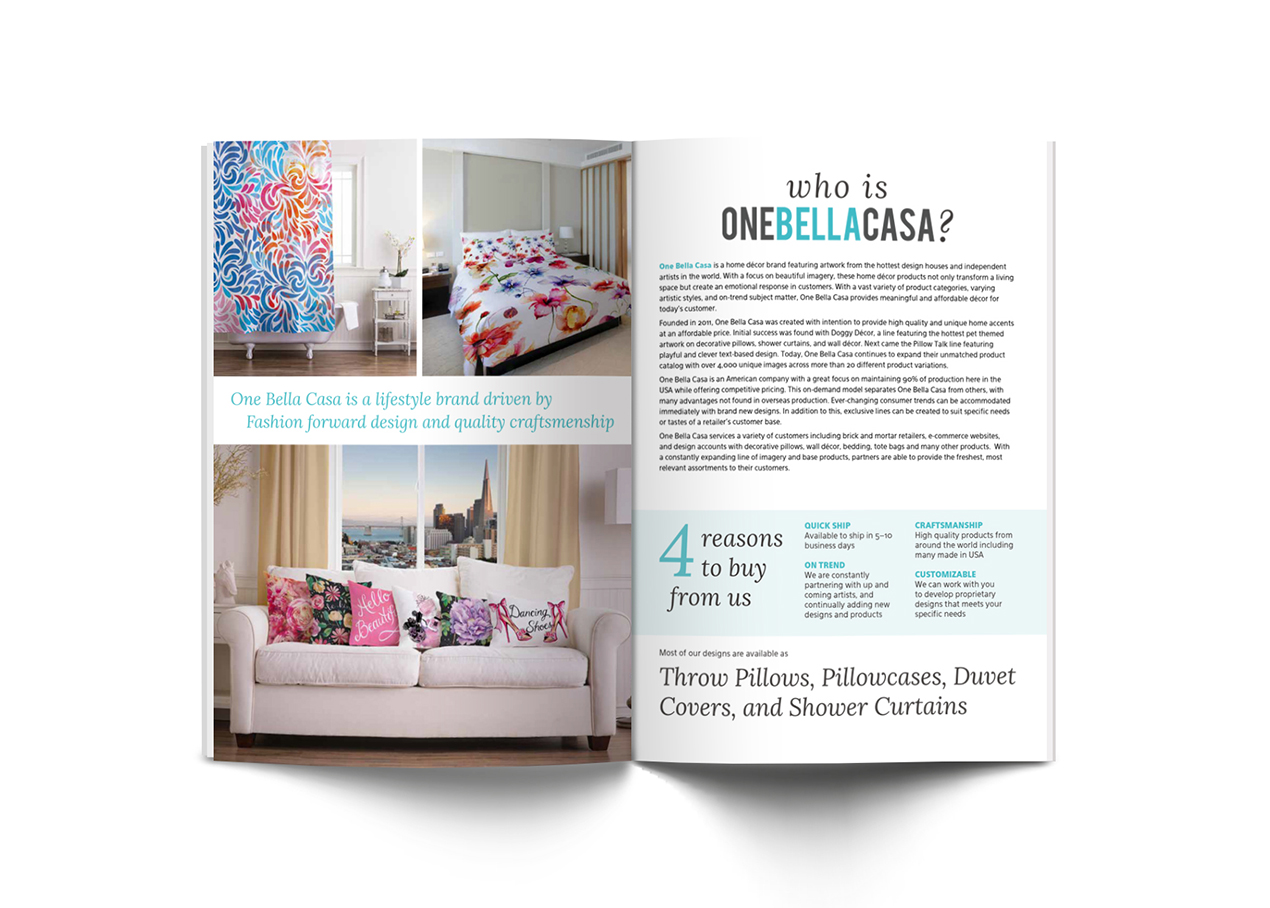 One Bella Casa is a lifestyle brand driven by
Fashion forward design and quality craftsmenship
Hello
Beauty
Dancing
Shoes
who is
ONEBELLACASA?
One Bella Casa is a home décor brand featuring artwork from the hottest design houses and independent
artists in the world. With a focus on beautiful imagery, these home décor products not only transform a living
space but create an emotional response in customers. With a vast variety of product categories, varying
artistic styles, and on-trend subject matter, One Bella Casa provides meaningful and affordable décor for
today's customer.
Founded in 2011, One Bella Casa was created with intention to provide high quality and unique home accents
at an affordable price. Initial success was found with Doggy Décor, a line featuring the hottest pet themed
artwork on decorative pillows, shower curtains, and wall décor. Next came the Pillow Talk line featuring
playful and clever text-based design. Today, One Bella Casa continues to expand their unmatched product
catalog with over 4,000 unique images across more than 20 different product variations.
One Bella Casa is an American company with a great focus on maintaining 90% of production here in the
USA while offering competitive pricing. This on-demand model separates One Bella Casa from others, with
many advantages not found in overseas production. Ever-changing consumer trends can be accommodated
immediately with brand new designs. In addition to this, exclusive lines can be created to suit specific needs
or tastes of a retailer's customer base.
One Bella Casa services a variety of customers including brick and mortar retailers, e-commerce websites,
and design accounts with decorative pillows, wall décor, bedding, tote bags and many other products. With
a constantly expanding line of imagery and base products, partners are able to provide the freshest, most
relevant assortments to their customers.
4 reasons
to buy
from us
QUICK SHIP
Available to ship in 5–10
business days
ON TREND
We are constantly
partnering with up and
coming artists, and
continually adding new
designs and products
CRAFTSMANSHIP
High quality products from
around the world including
many made in USA
CUSTOMIZABLE
We can work with you
to develop proprietary
designs that meets your
specific needs
Most of our designs are available as
Throw Pillows, Pillowcases, Duvet
Covers, and Shower Curtains